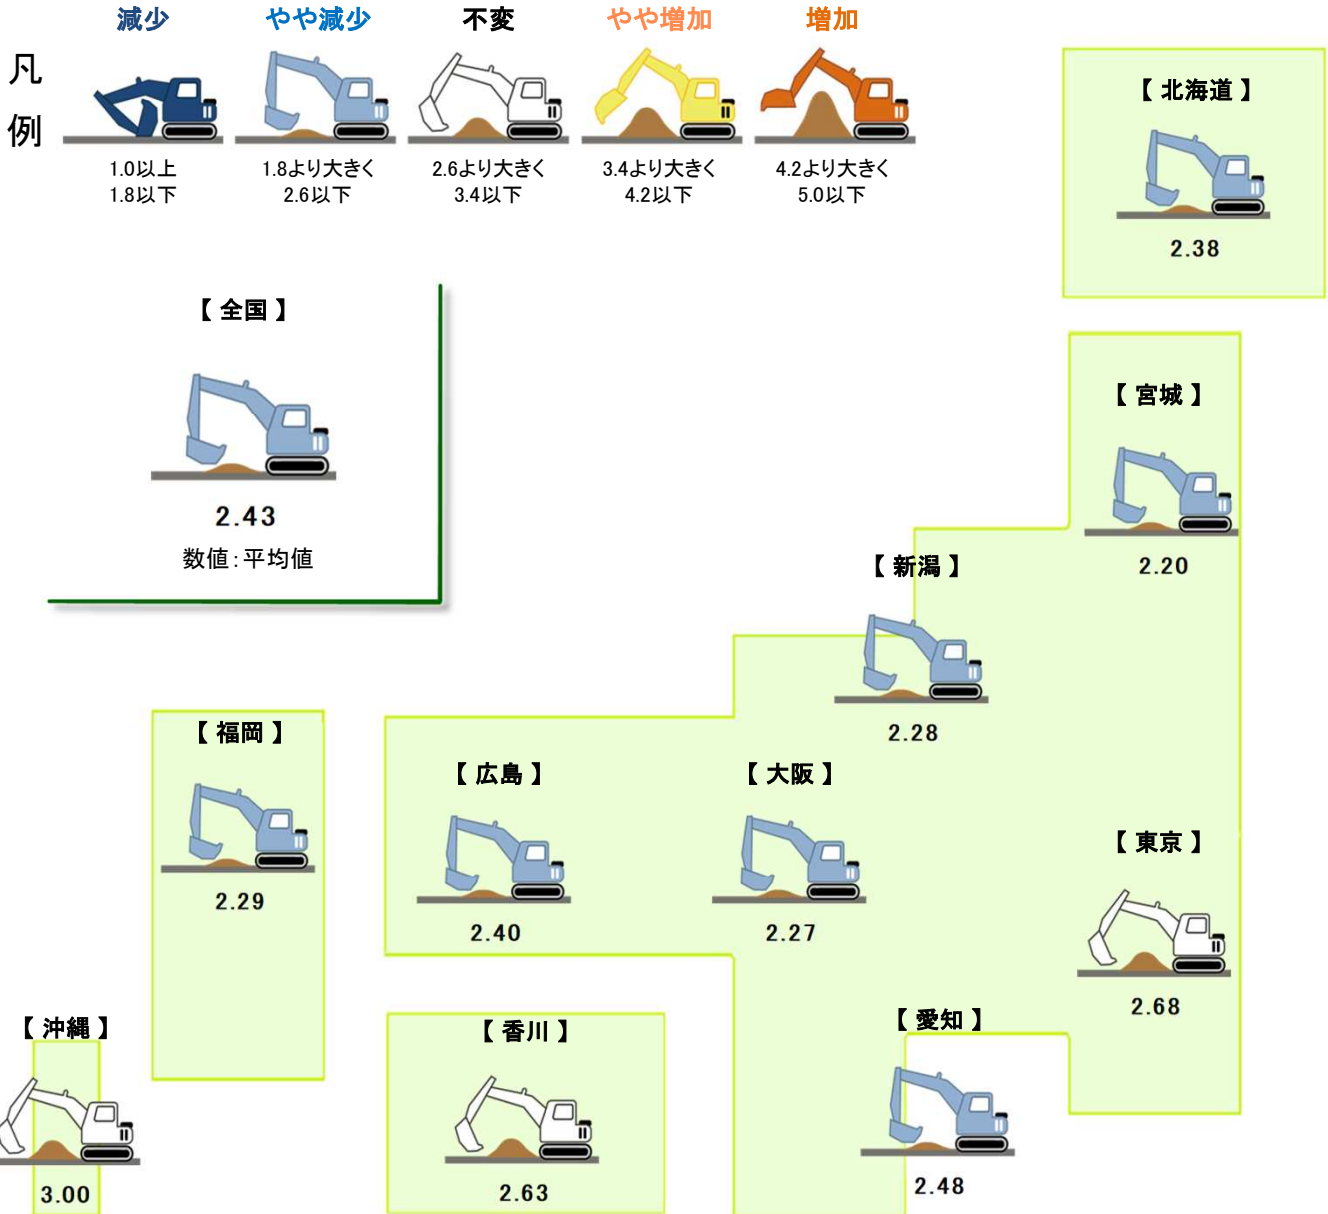 減少 やや減少 不変 やや増加 増加
凡
例
1.0以上 1.8より大きく 2.6より大きく 3.4より大きく 4.2より大きく
1.8以下 2.6以下 3.4以下 4.2以下 5.0以下
【 北海道 】
2.38
【 全国 】
2.43
数値：平均値
【 宮城 】
2.20
【 新潟 】
2.28
【 福岡 】
2.29
【 広島 】
2.40
【 大阪 】
2.27
【 東京 】
2.68
【 沖縄 】
3.00
【 香川 】
2.63
【 愛知 】
2.48